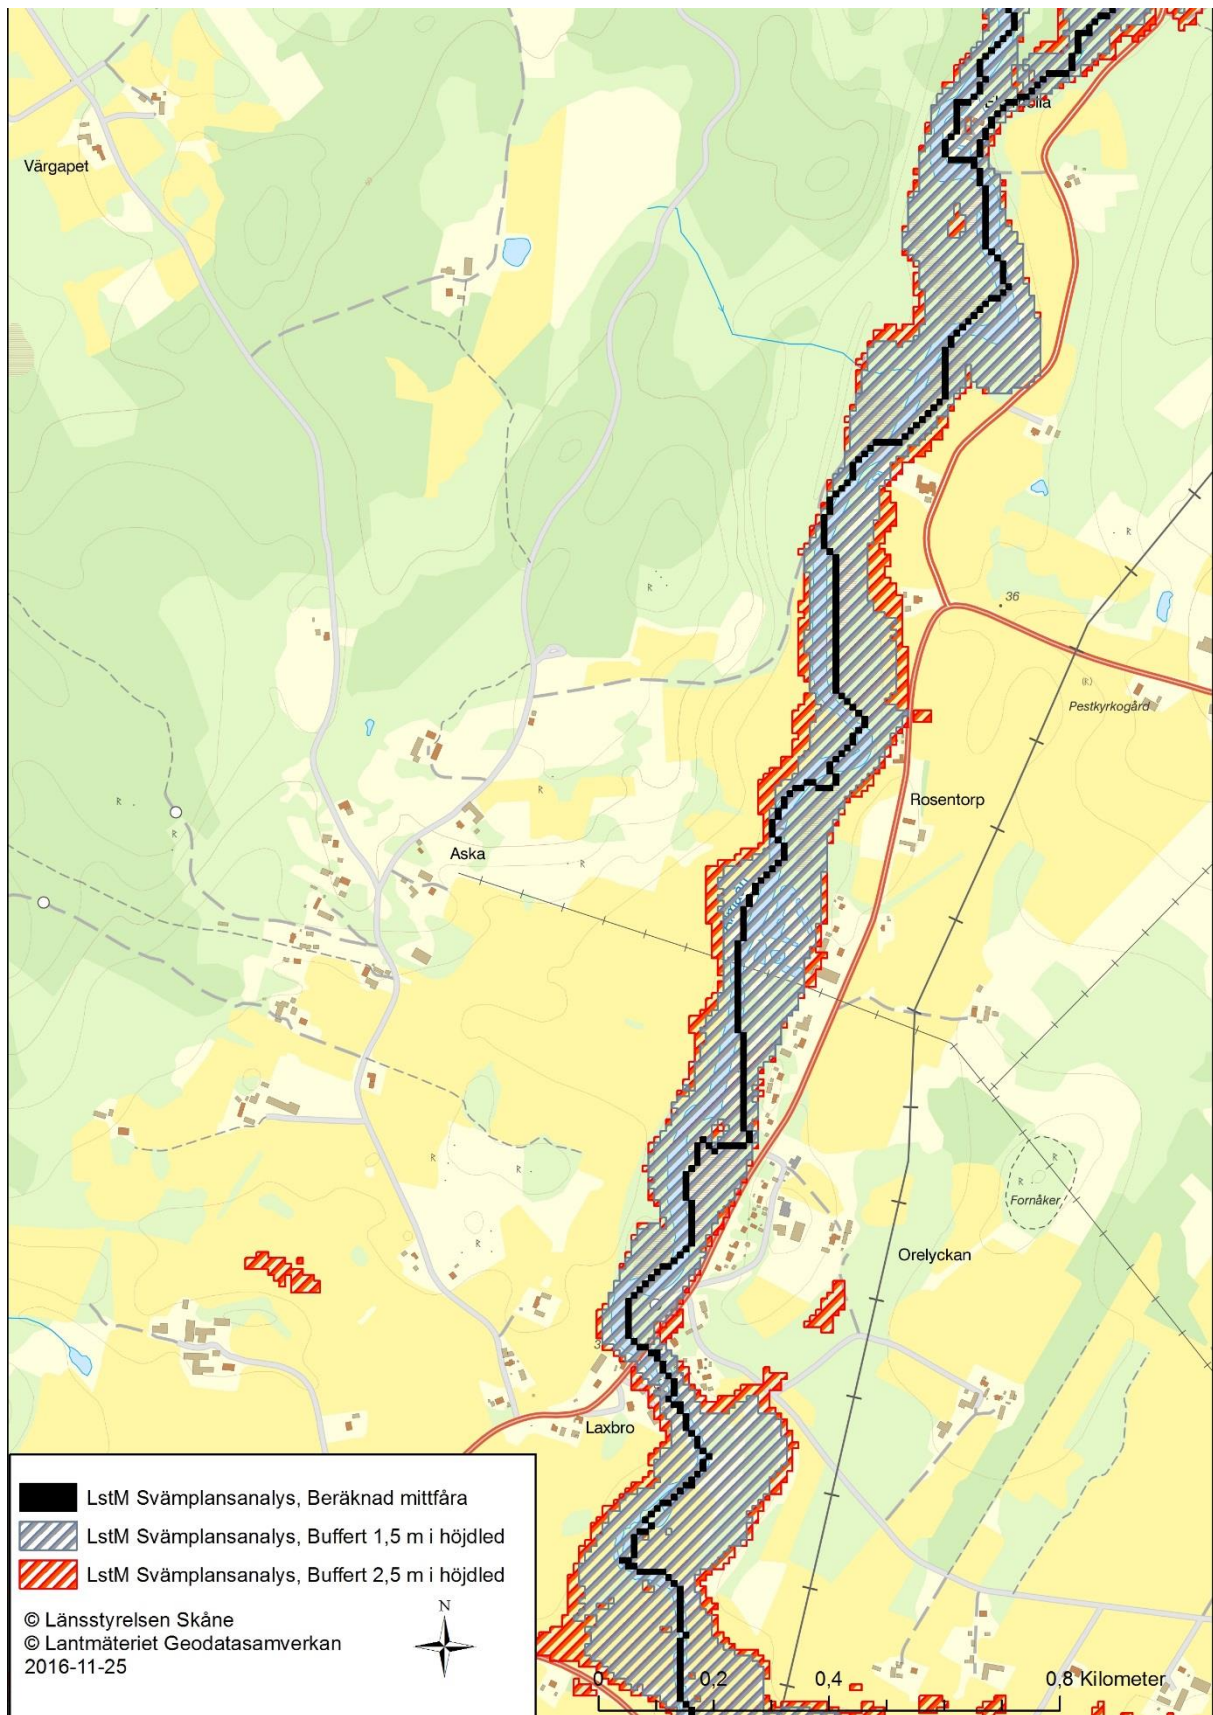 Värgapet
36
(k)
Pestkyrkogård
Rosentorp
Aska
R
R
R
R
R
R
R
R
R
R
Fornåker
Orelyckan
Laxbro
LstM Svämplansanalys, Beräknad mittfåra
LstM Svämplansanalys, Buffert 1,5 m i höjdled
LstM Svämplansanalys, Buffert 2,5 m i höjdled
© Länsstyrelsen Skåne
© Lantmäteriet Geodatasamverkan
2016-11-25
N
0 0,2 0,4 0,8 Kilometer